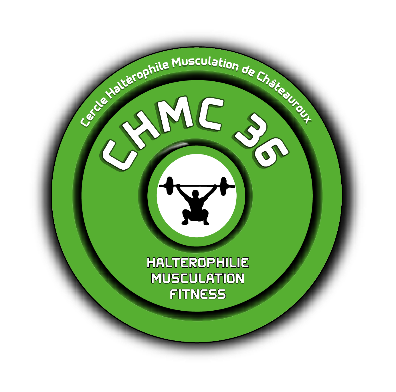 Cercle Haltérophile Musculation de Châteauroux
CHMC 36
HALTEROPHILIE
MUSCULATION
FITNESS